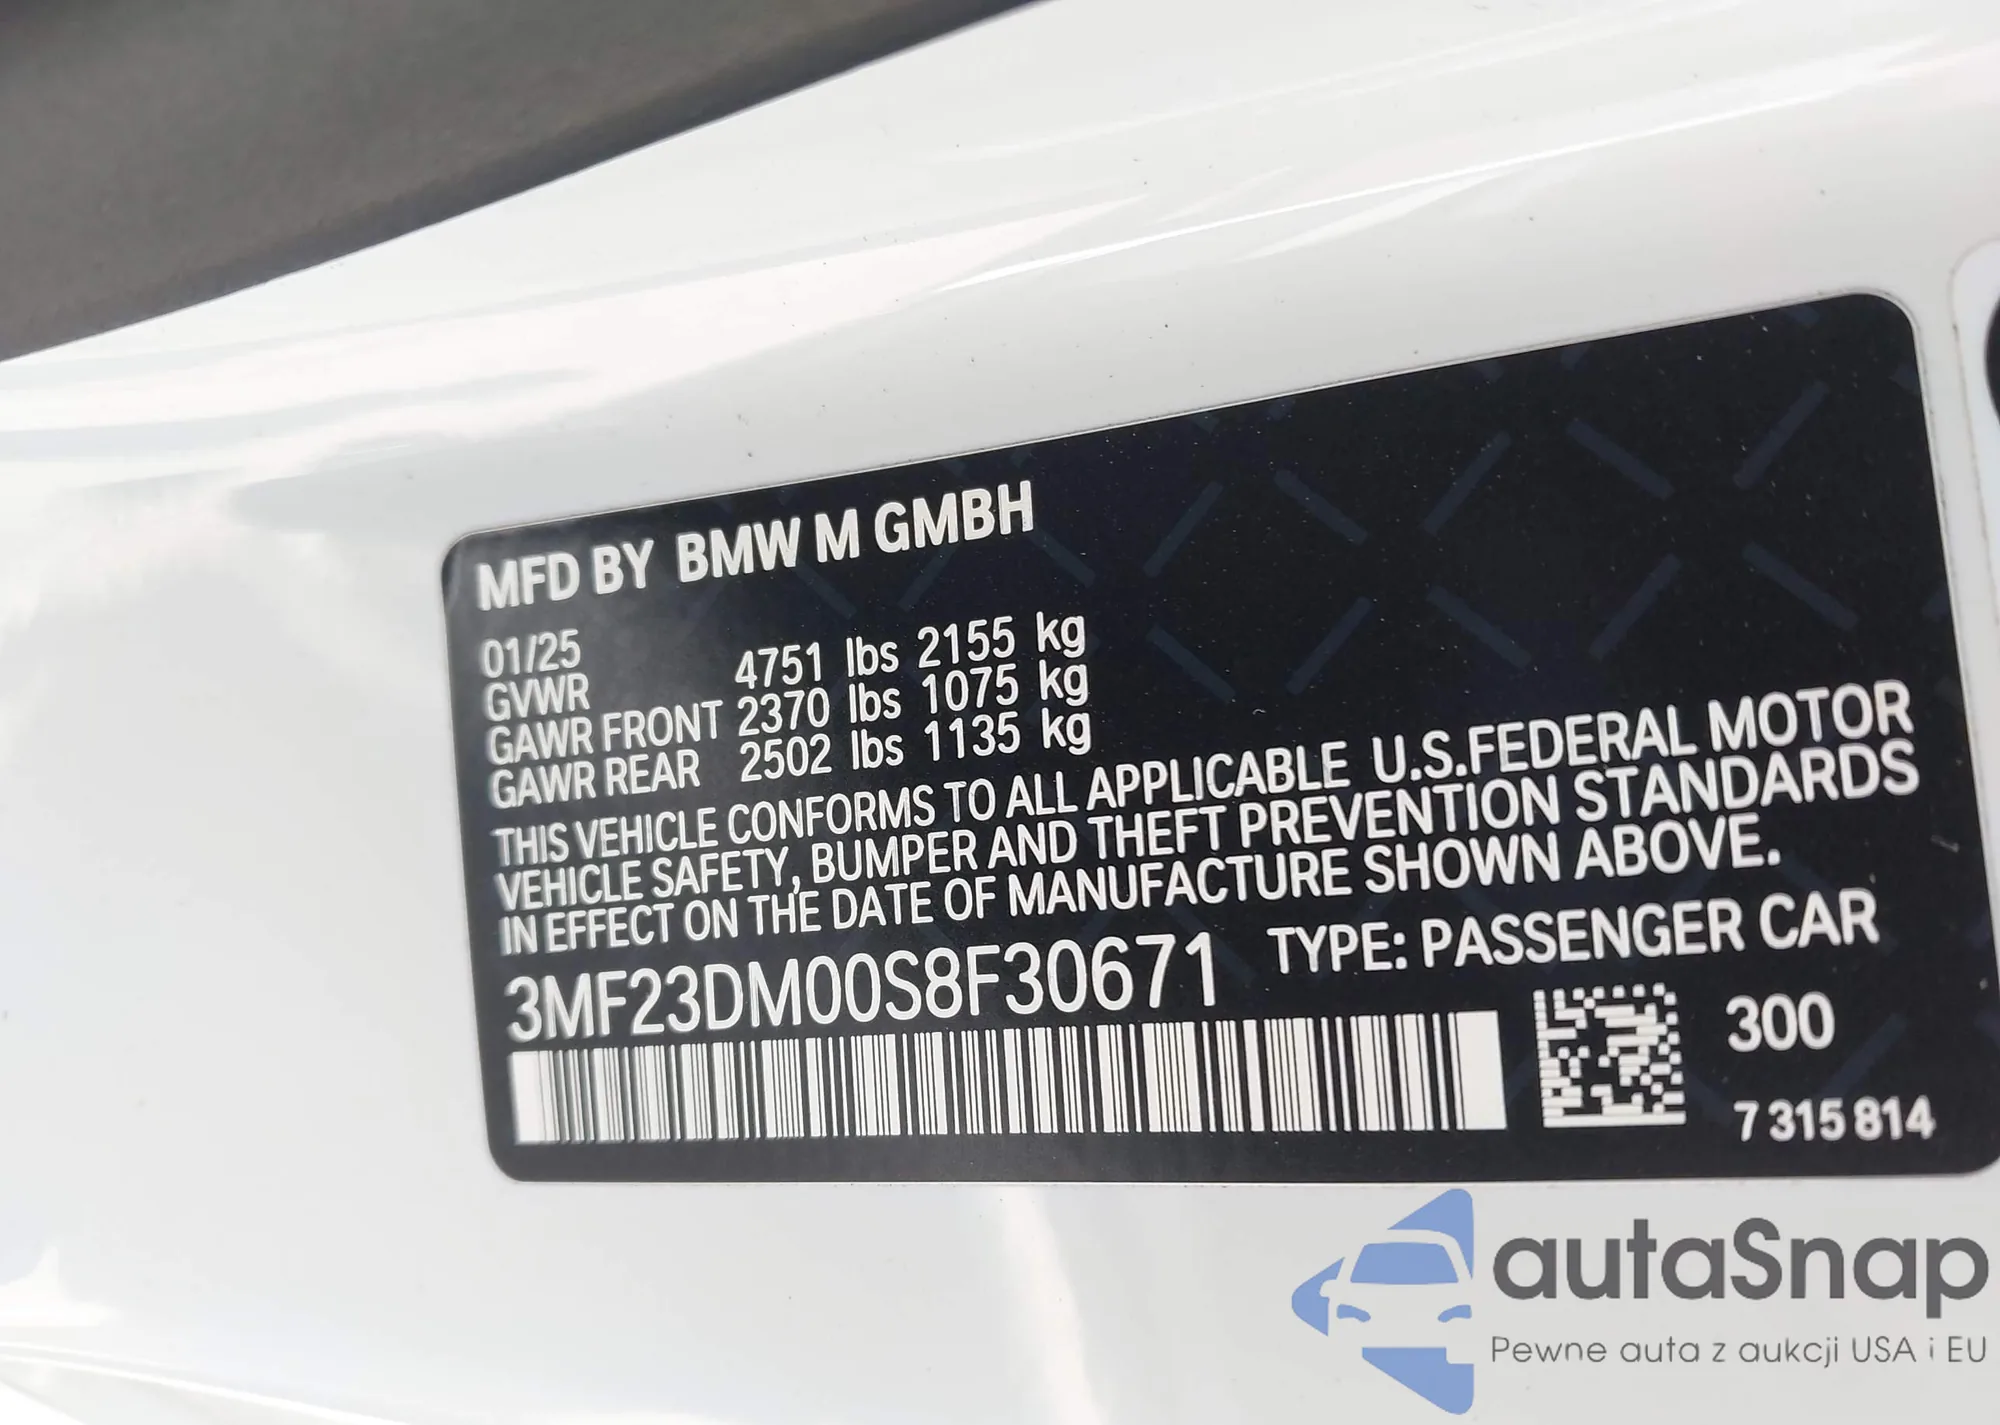 MFD BY BMW M GMBH
01/25
GVWR 4751 lbs 2155 kg
GAWR FRONT 2370 lbs 1075 kg
GAWR REAR 2502 lbs 1135 kg
THIS VEHICLE CONFORMS TO ALL APPLICABLE U.S.FEDERAL MOTOR
VEHICLE SAFETY, BUMPER AND THEFT PREVENTION STANDARDS
IN EFFECT ON THE DATE OF MANUFACTURE SHOWN ABOVE.
3MF23DM00S8F30671 TYPE: PASSENGER CAR
300
7 315 814
autaSnap
Pewne auta z aukcji USA i EU